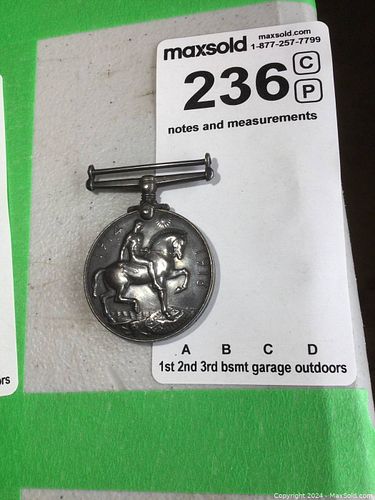 maxsold
maxsold.com
1-877-257-7799
236
C
P
notes and measurements
A B C D
1st 2nd 3rd bsmt garage outdoors
rs
Copyright 2024 - MaxSold.com